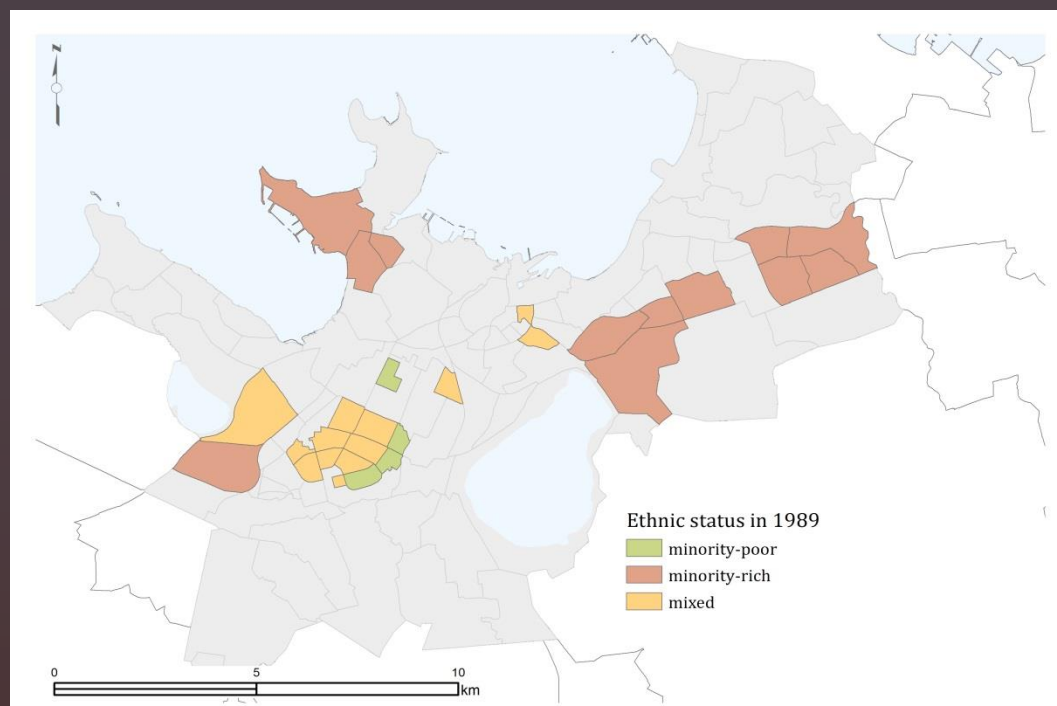 N
Ethnic status in 1989
minority-poor
minority-rich
mixed
0 5 10
km